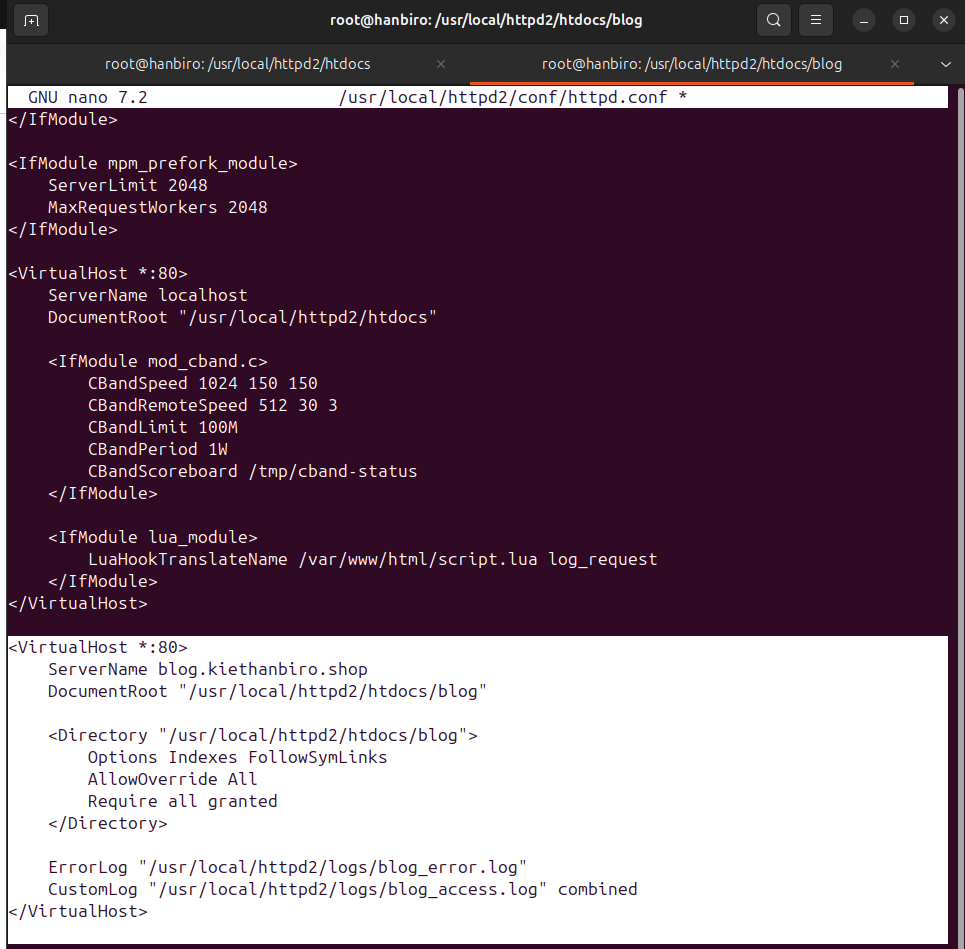 root@hanbiro: /usr/local/httpd2/htdocs/blog
root@hanbiro: /usr/local/httpd2/htdocs
root@hanbiro: /usr/local/httpd2/htdocs/blog
GNU nano 7.2 /usr/local/httpd2/conf/httpd.conf *
</IfModule>
<IfModule mpm_prefork_module>
ServerLimit 2048
MaxRequestWorkers 2048
</IfModule>
<VirtualHost *:80>
ServerName localhost
DocumentRoot "/usr/local/httpd2/htdocs"
<IfModule mod_cband.c>
CBandSpeed 1024 150 150
CBandRemoteSpeed 512 30 3
CBandLimit 100M
CBandPeriod 1W
CBandScoreboard /tmp/cband-status
</IfModule>
<IfModule lua_module>
LuaHookTranslateName /var/www/html/script.lua log_request
</IfModule>
</VirtualHost>
<VirtualHost *:80>
ServerName blog.kiethanbiro.shop
DocumentRoot "/usr/local/httpd2/htdocs/blog"
<Directory "/usr/local/httpd2/htdocs/blog">
Options Indexes FollowSymLinks
AllowOverride All
Require all granted
</Directory>
ErrorLog "/usr/local/httpd2/logs/blog_error.log"
CustomLog "/usr/local/httpd2/logs/blog_access.log" combined
</VirtualHost>